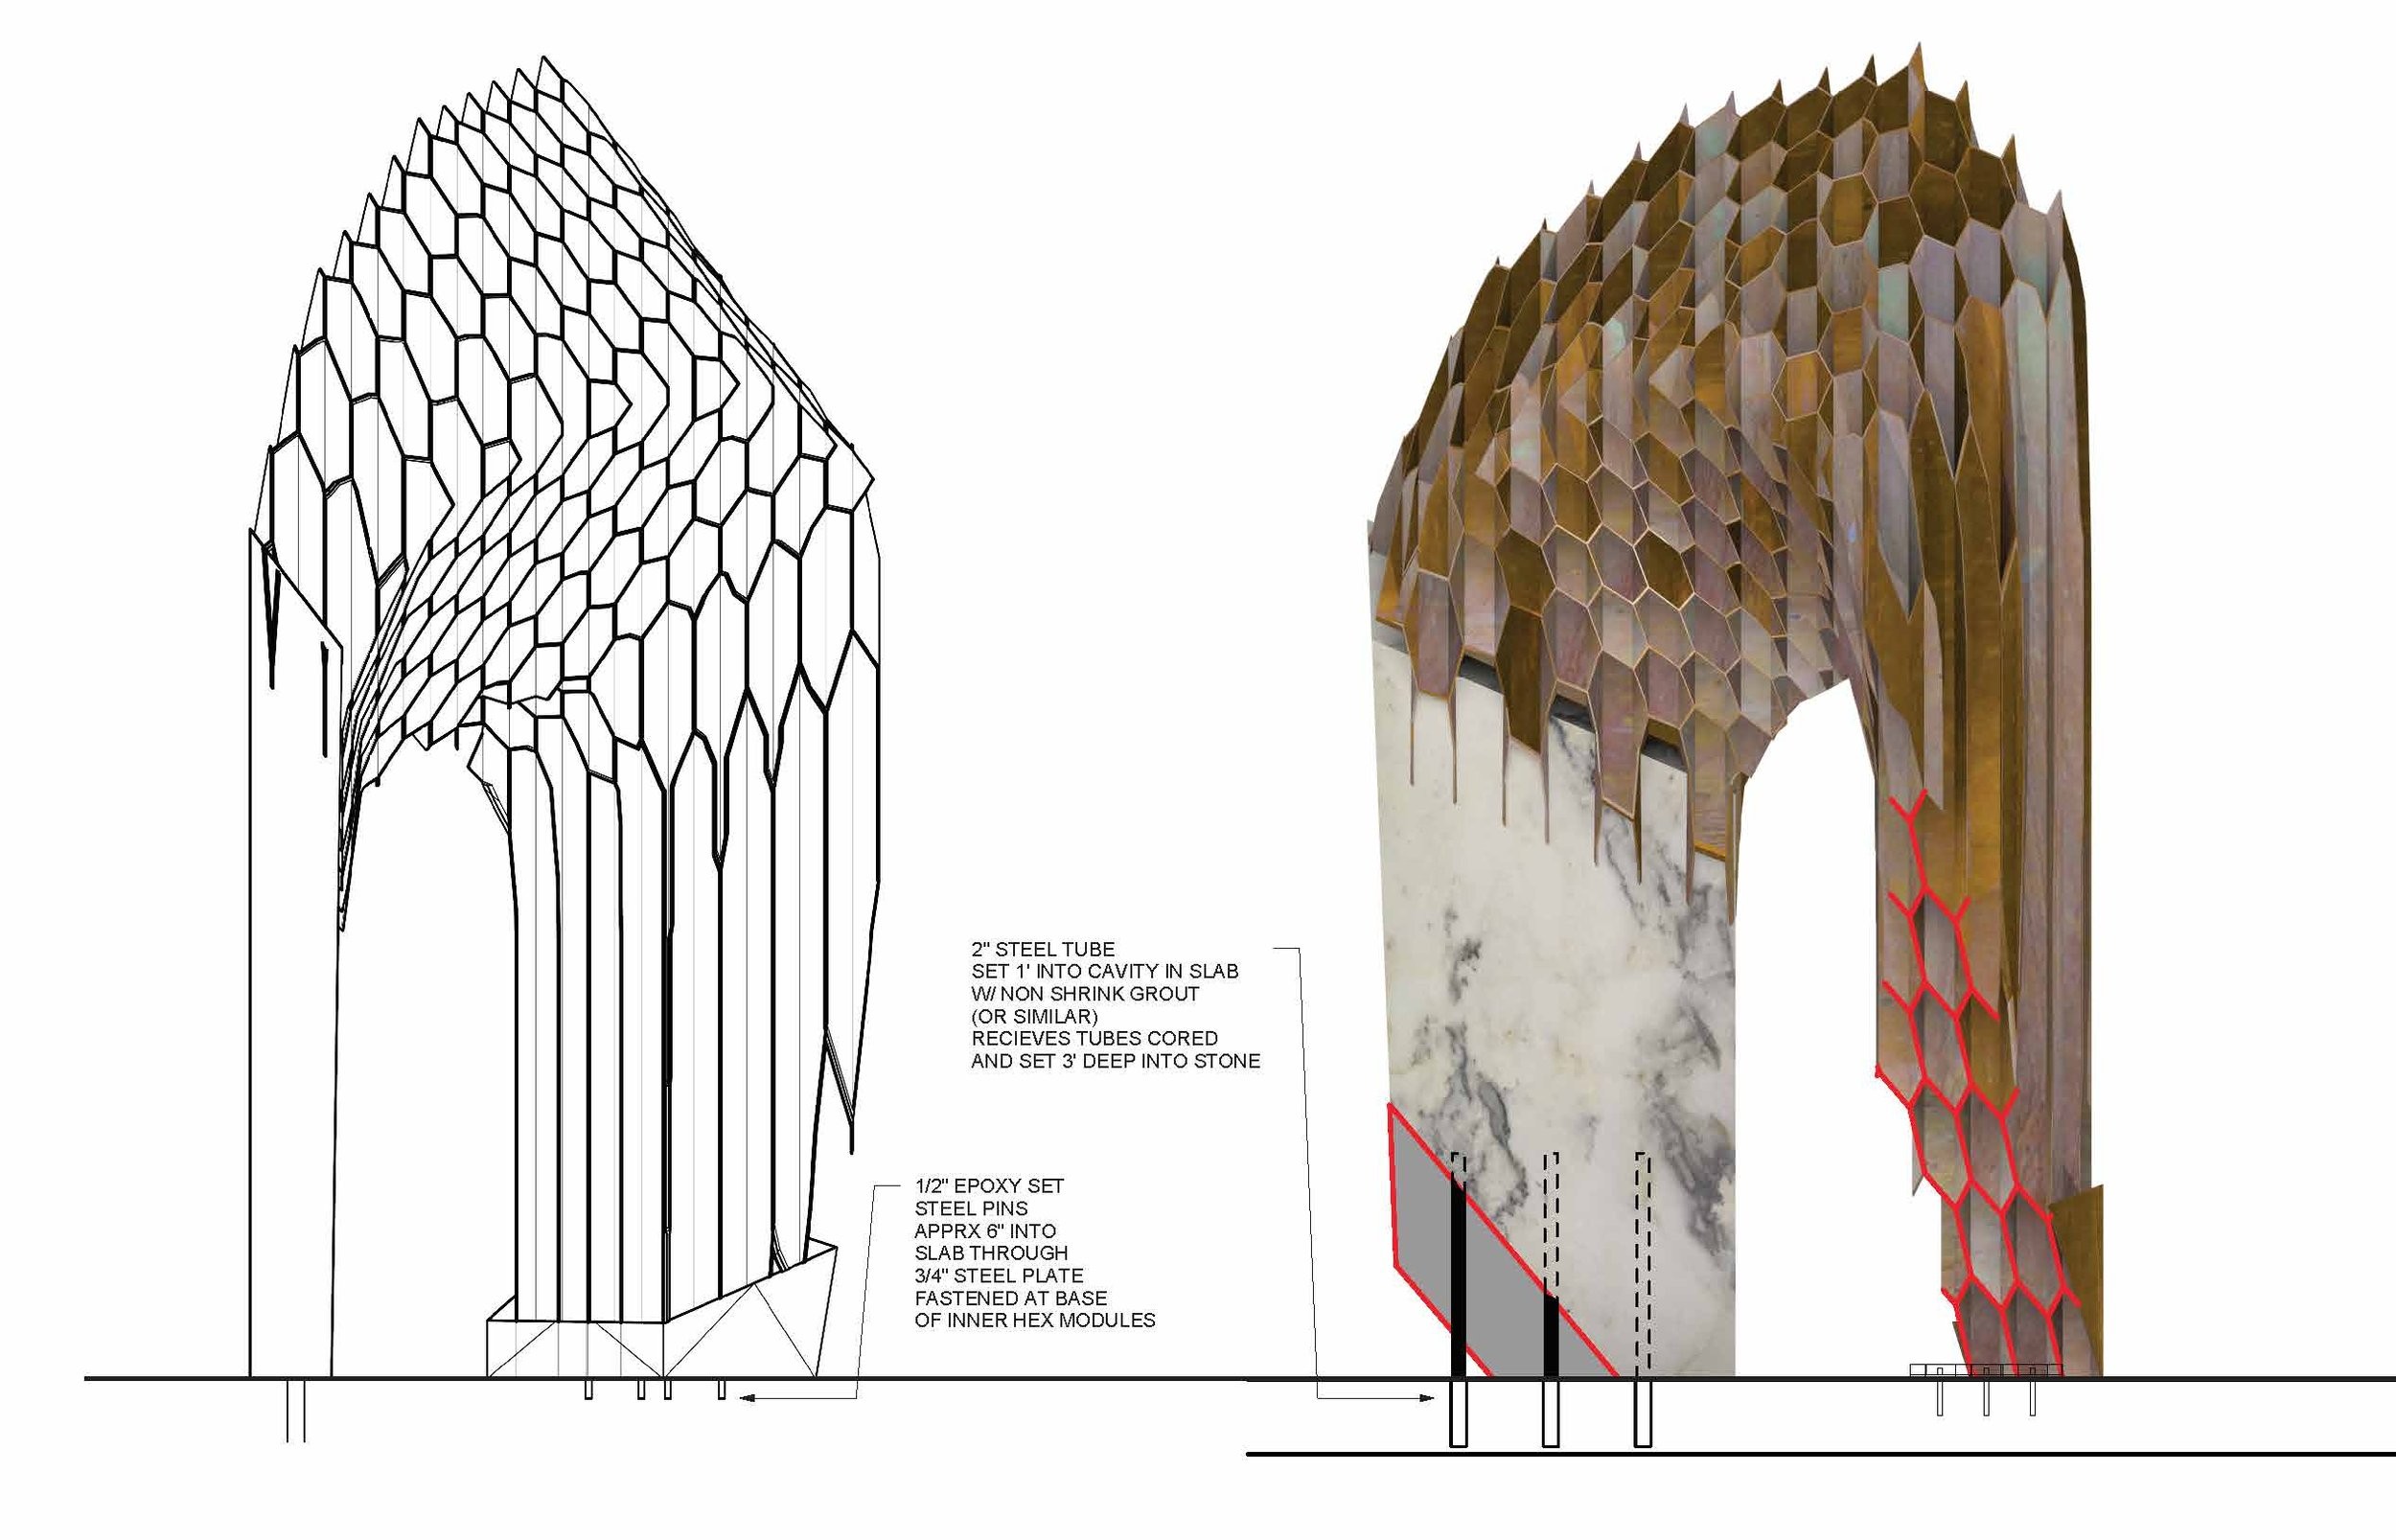 2" STEEL TUBE
SET 1' INTO CAVITY IN SLAB
W/ NON SHRINK GROUT
(OR SIMILAR)
RECIEVES TUBES CORED
AND SET 3' DEEP INTO STONE
1/2" EPOXY SET
STEEL PINS
APPRX 6" INTO
SLAB THROUGH
3/4" STEEL PLATE
FASTENED AT BASE
OF INNER HEX MODULES